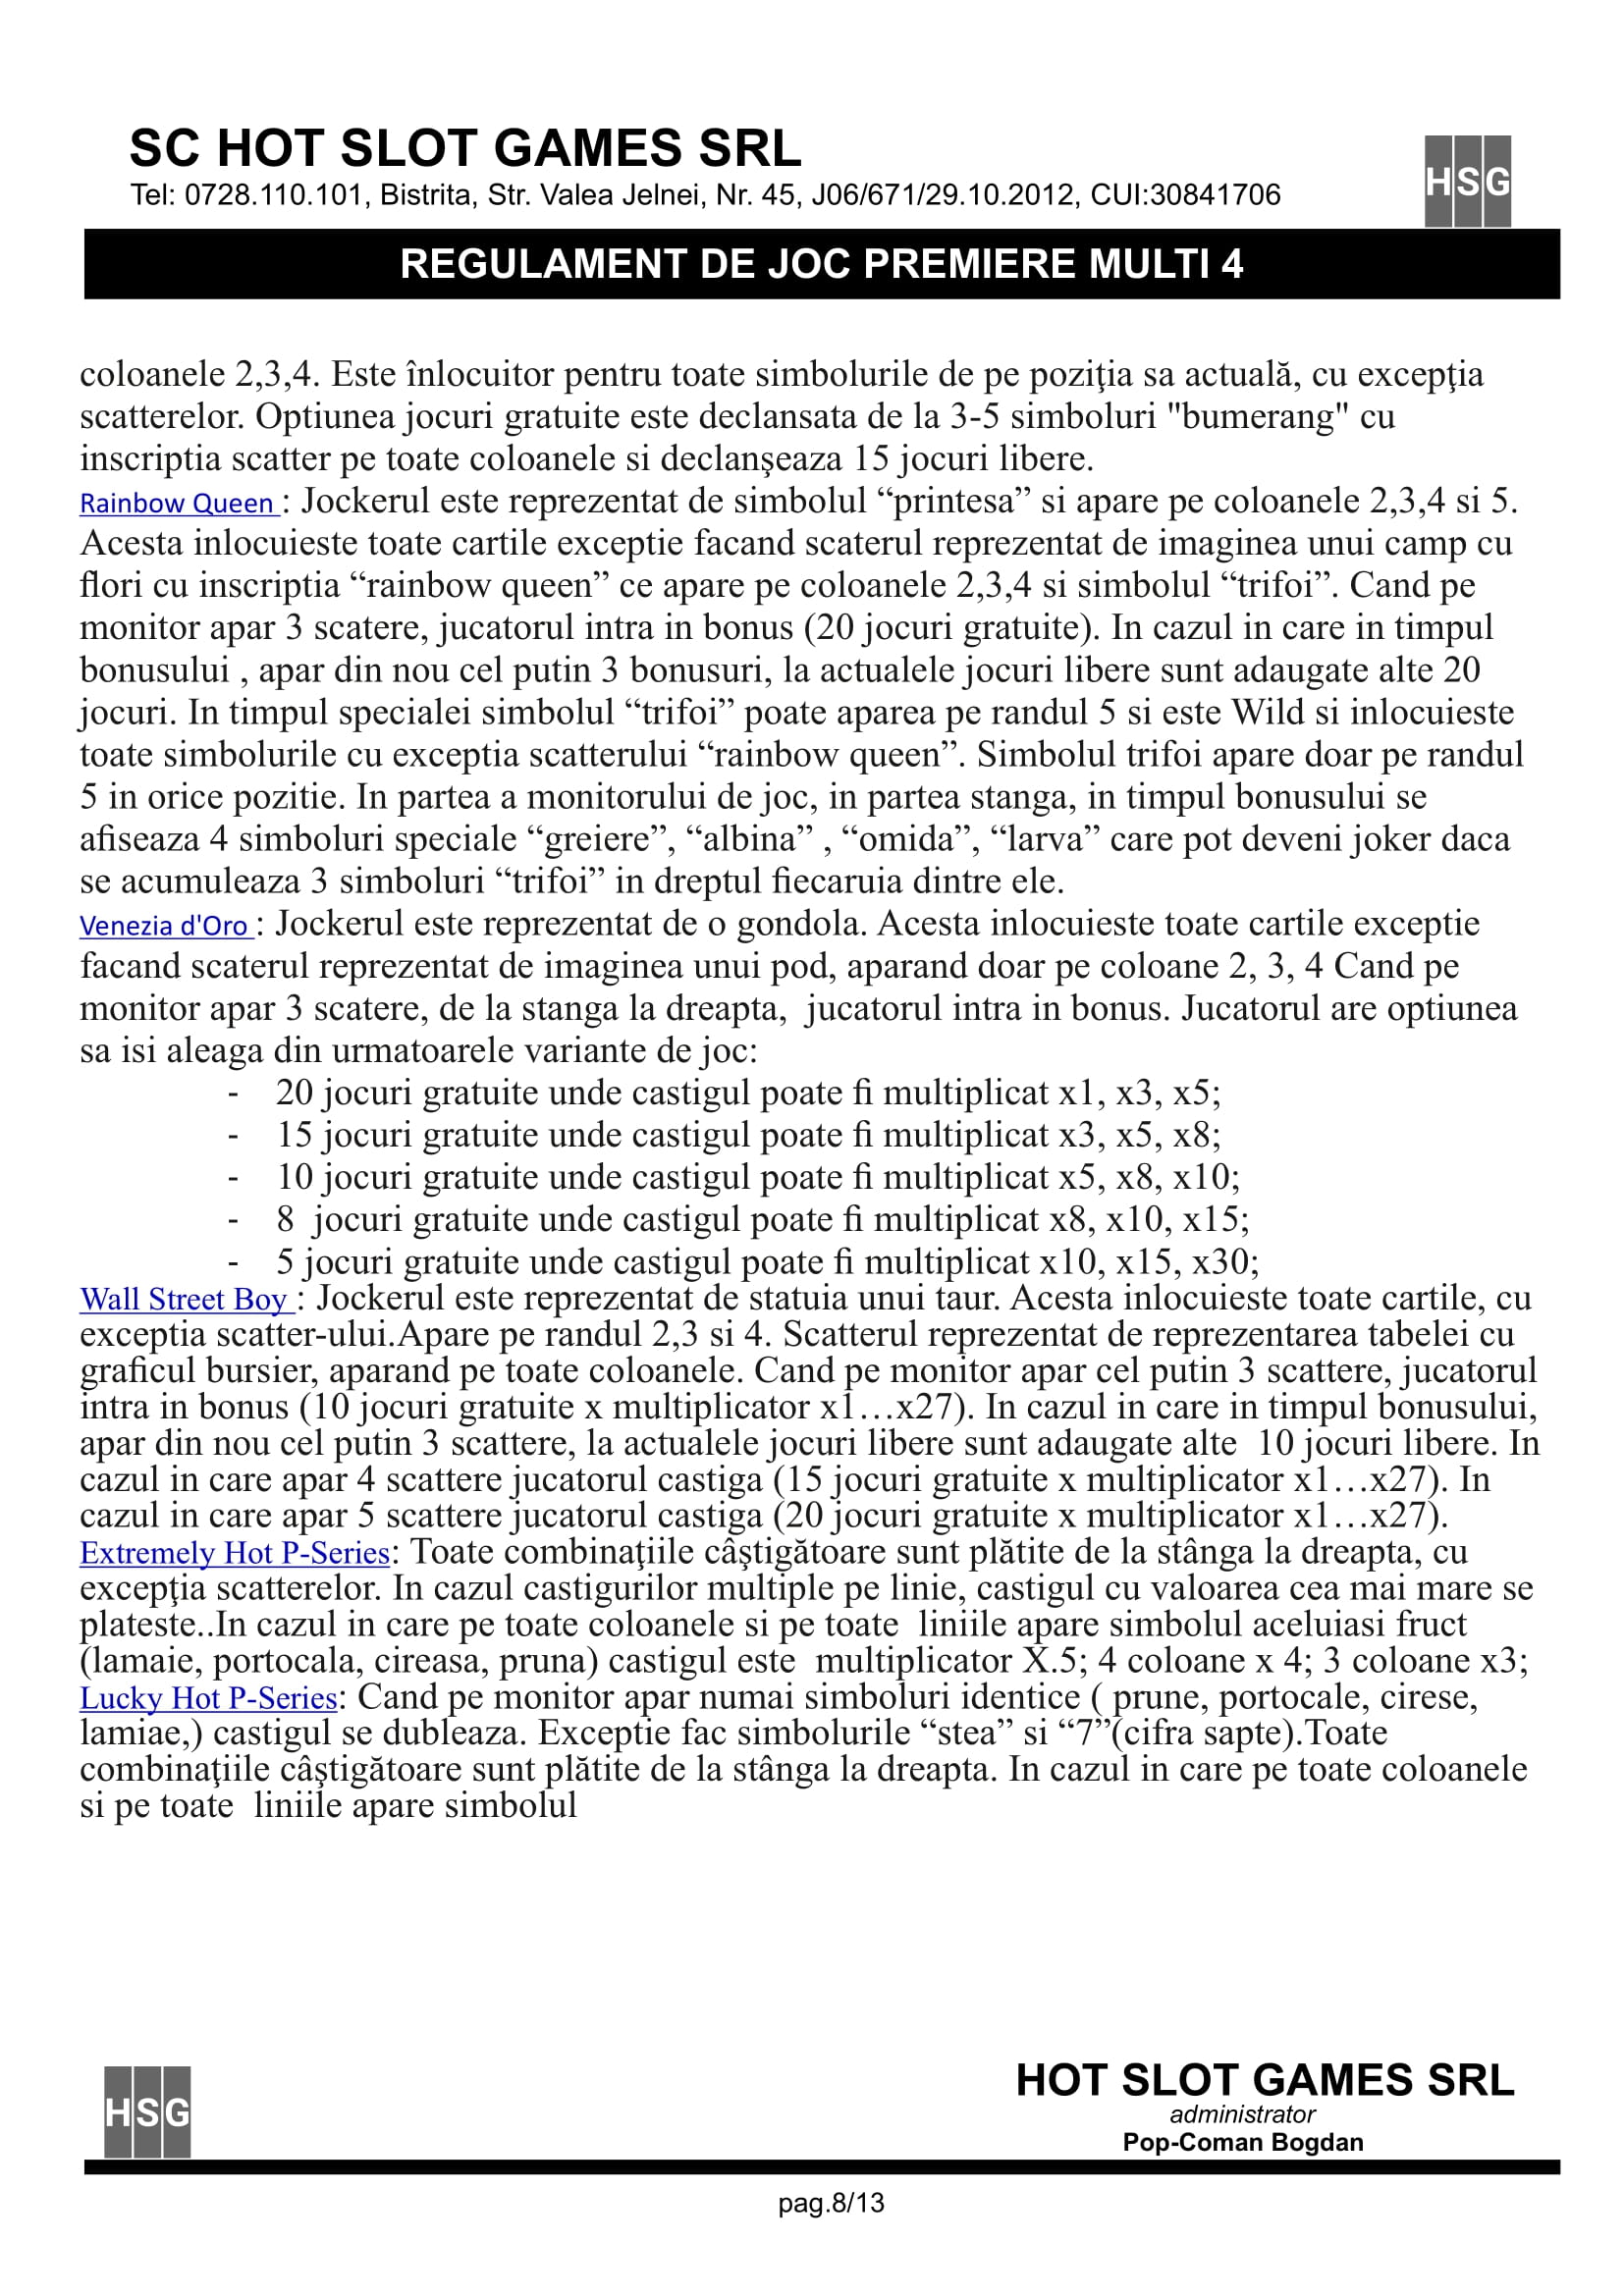 SC HOT SLOT GAMES SRL
Tel: 0728.110.101, Bistrita, Str. Valea Jelnei, Nr. 45, J06/671/29.10.2012, CUI:30841706
HSG
REGULAMENT DE JOC PREMIERE MULTI 4
coloanele 2,3,4. Este înlocuitor pentru toate simbolurile de pe poziţia sa actuală, cu excepţia
scatterelor. Optiunea jocuri gratuite este declansata de la 3-5 simboluri "bumerang" cu
inscriptia scatter pe toate coloanele si declanşeaza 15 jocuri libere.
Rainbow Queen : Jockerul este reprezentat de simbolul “printesa” si apare pe coloanele 2,3,4 si 5.
Acesta inlocuieste toate cartile exceptie facand scaterul reprezentat de imaginea unui camp cu
flori cu inscriptia “rainbow queen” ce apare pe coloanele 2,3,4 si simbolul “trifoi”. Cand pe
monitor apar 3 scatere, jucatorul intra in bonus (20 jocuri gratuite). In cazul in care in timpul
bonusului , apar din nou cel putin 3 bonusuri, la actualele jocuri libere sunt adaugate alte 20
jocuri. In timpul specialei simbolul “trifoi” poate aparea pe randul 5 si este Wild si inlocuieste
toate simbolurile cu exceptia scatterului “rainbow queen”. Simbolul trifoi apare doar pe randul
5 in orice pozitie. In partea a monitorului de joc, in partea stanga, in timpul bonusului se
afiseaza 4 simboluri speciale “greiere”, “albina” , “omida”, “larva” care pot deveni joker daca
se acumuleaza 3 simboluri “trifoi” in dreptul fiecaruia dintre ele.
Venezia d'Oro : Jockerul este reprezentat de o gondola. Acesta inlocuieste toate cartile exceptie
facand scaterul reprezentat de imaginea unui pod, aparand doar pe coloane 2, 3, 4 Cand pe
monitor apar 3 scatere, de la stanga la dreapta,  jucatorul intra in bonus. Jucatorul are optiunea
sa isi aleaga din urmatoarele variante de joc:
- 20 jocuri gratuite unde castigul poate fi multiplicat x1, x3, x5;
- 15 jocuri gratuite unde castigul poate fi multiplicat x3, x5, x8;
- 10 jocuri gratuite unde castigul poate fi multiplicat x5, x8, x10;
- 8  jocuri gratuite unde castigul poate fi multiplicat x8, x10, x15;
- 5 jocuri gratuite unde castigul poate fi multiplicat x10, x15, x30;
Wall Street Boy : Jockerul este reprezentat de statuia unui taur. Acesta inlocuieste toate cartile, cu
exceptia scatter-ului.Apare pe randul 2,3 si 4. Scatterul reprezentat de reprezentarea tabelei cu
graficul bursier, aparand pe toate coloanele. Cand pe monitor apar cel putin 3 scattere, jucatorul
intra in bonus (10 jocuri gratuite x multiplicator x1…x27). In cazul in care in timpul bonusului,
apar din nou cel putin 3 scattere, la actualele jocuri libere sunt adaugate alte  10 jocuri libere. In
cazul in care apar 4 scattere jucatorul castiga (15 jocuri gratuite x multiplicator x1…x27). In
cazul in care apar 5 scattere jucatorul castiga (20 jocuri gratuite x multiplicator x1…x27).
Extremely Hot P-Series: Toate combinaţiile câştigătoare sunt plătite de la stânga la dreapta, cu
excepţia scatterelor. In cazul castigurilor multiple pe linie, castigul cu valoarea cea mai mare se
plateste..In cazul in care pe toate coloanele si pe toate  liniile apare simbolul aceluiasi fruct
(lamaie, portocala, cireasa, pruna) castigul este  multiplicator X.5; 4 coloane x 4; 3 coloane x3;
Lucky Hot P-Series: Cand pe monitor apar numai simboluri identice ( prune, portocale, cirese,
lamiae,) castigul se dubleaza. Exceptie fac simbolurile “stea” si “7”(cifra sapte).Toate
combinaţiile câştigătoare sunt plătite de la stânga la dreapta. In cazul in care pe toate coloanele
si pe toate  liniile apare simbolul
HSG
HOT SLOT GAMES SRL
administrator
Pop-Coman Bogdan
pag.8/13